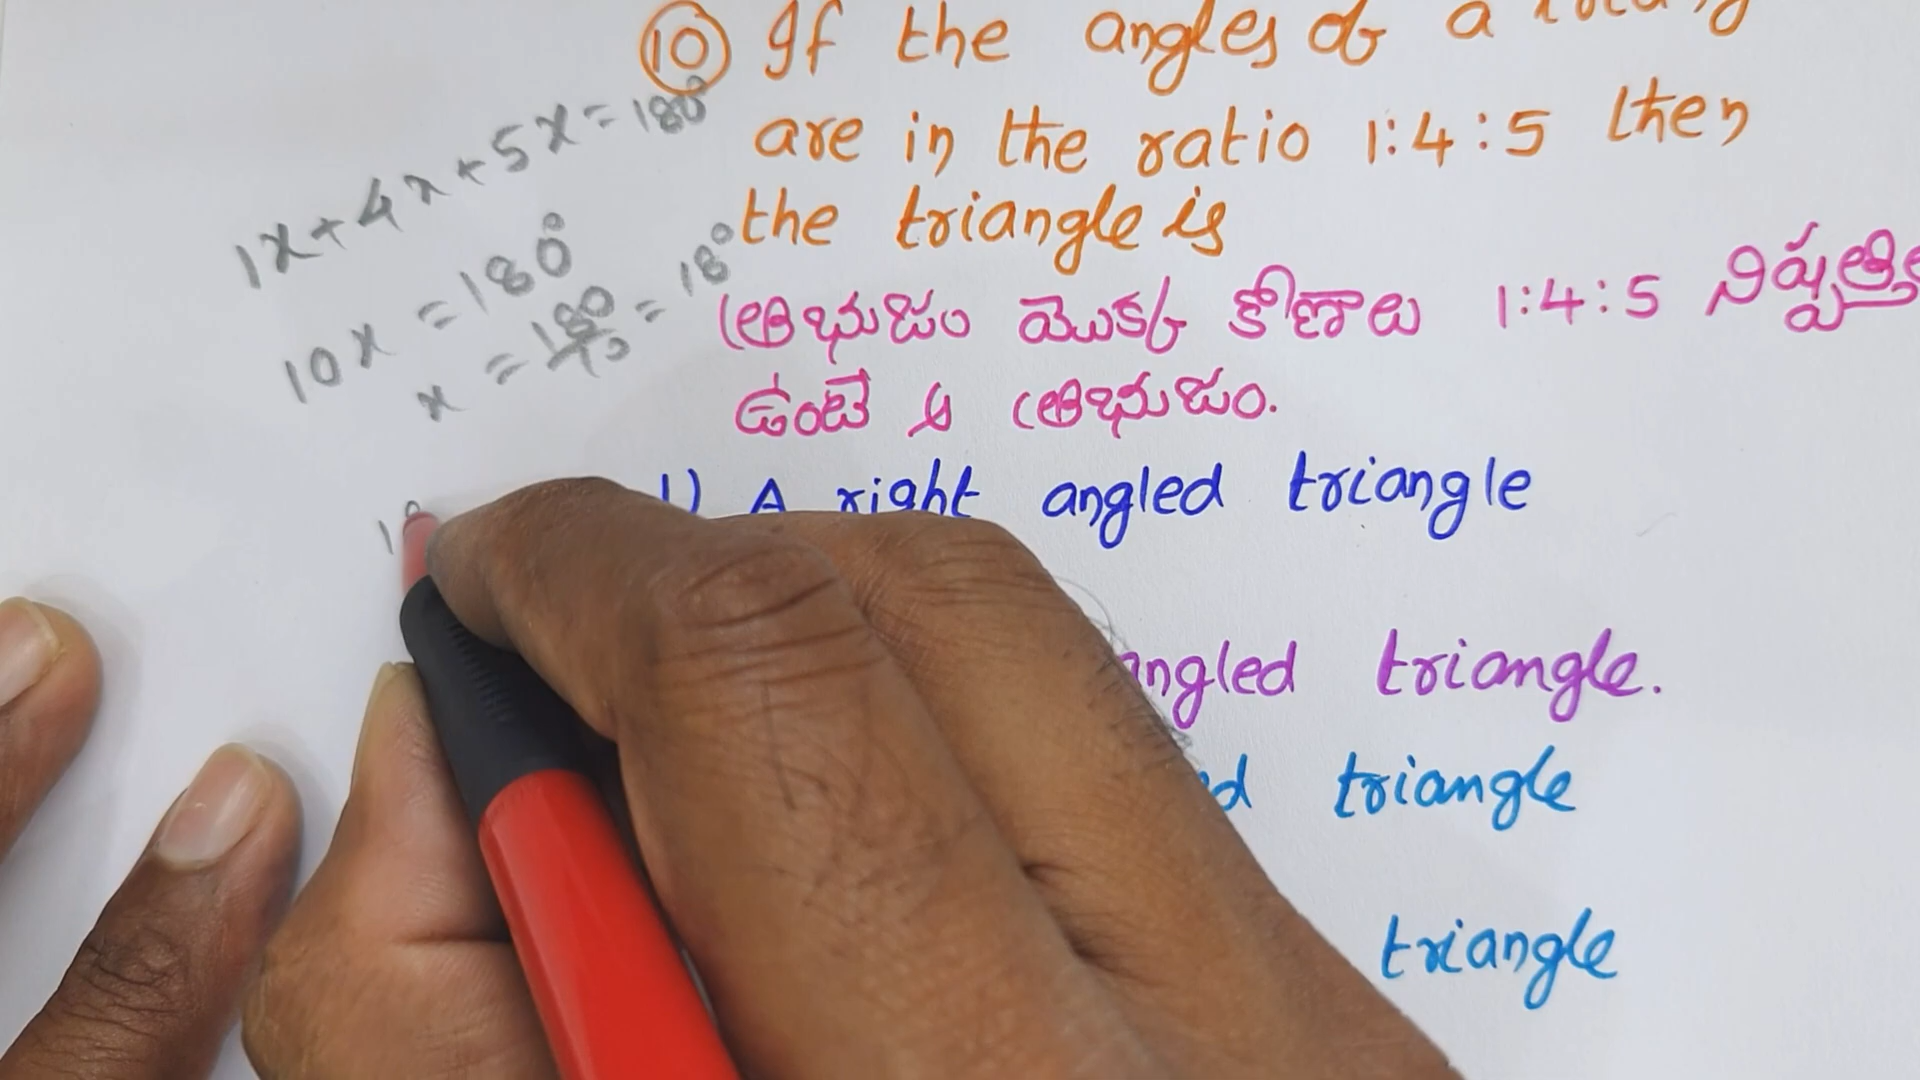 10 If the angles of a
are in the ratio 1:4:5 then
the triangle is
త్రిభుజం యొక్క కోణాలు 1:4:5 నిష్పత్తి
ఉంటే ఆ త్రిభుజం.
1) A right angled triangle
angled triangle.
triangle
triangle
1x+4x+5x=180°
10x = 180°
x = 180/10 = 18°